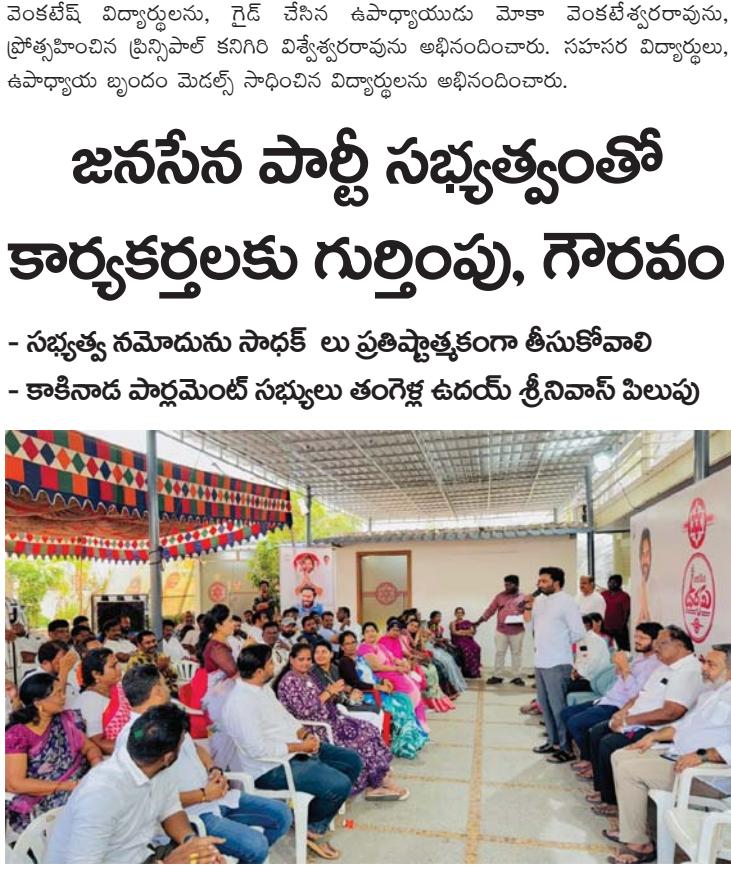 వెంకటేష్ విద్యార్థులను, గైడ్ చేసిన ఉపాధ్యాయుడు మోకా వెంకటేశ్వరరావును,
ప్రోత్సహించిన ప్రిన్సిపాల్ కనిగిరి విశ్వేశ్వరరావును అభినందించారు. సహసర విద్యార్థులు,
ఉపాధ్యాయ బృందం మెడల్స్ సాధించిన విద్యార్థులను అభినందించారు.
జనసేన పార్టీ సభ్యత్వంతో
కార్యకర్తలకు గుర్తింపు, గౌరవం
- సభ్యత్వ నమోదును సాధక్ లు ప్రతిష్టాత్మకంగా తీసుకోవాలి
- కాకినాడ పార్లమెంట్ సభ్యులు తంగెళ్ల ఉదయ్ శ్రీనివాస్ పిలుపు